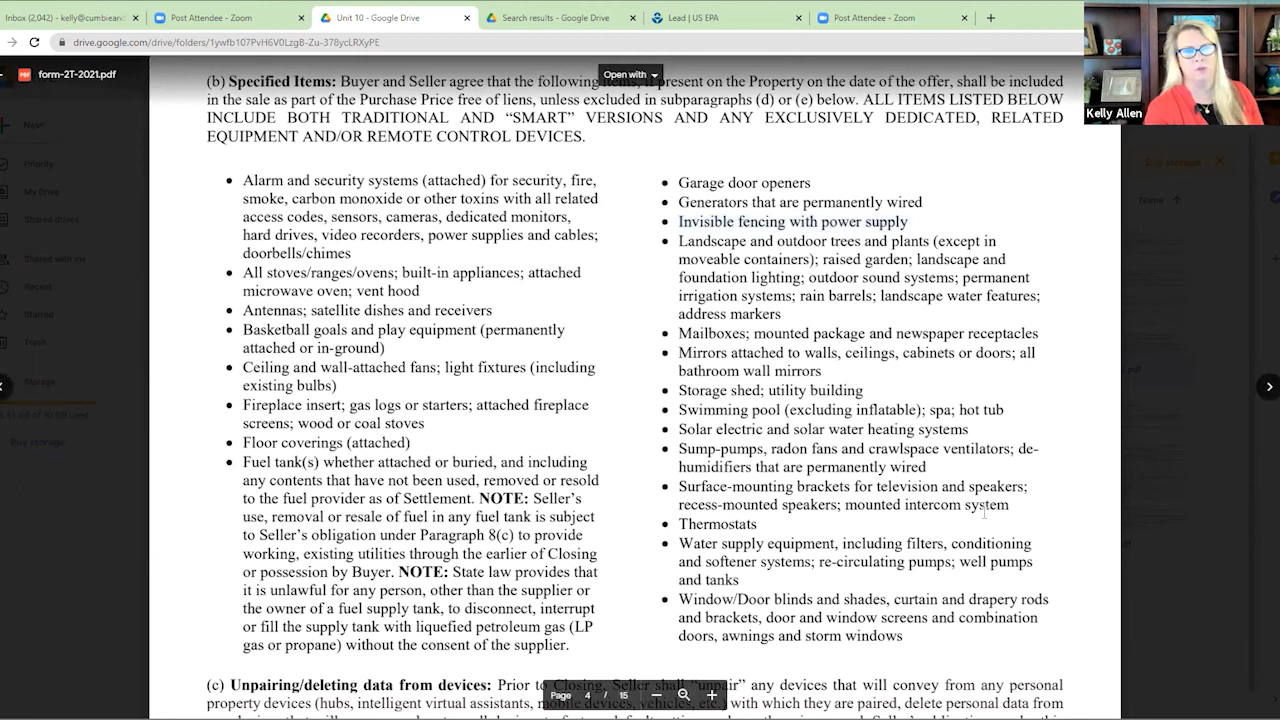 Inbox (2,042) - kelly@cumbiean
Post Attendee - Zoom
Unit 10 - Google Drive
Search results - Google Drive
Lead | US EPA
Post Attendee - Zoom
drive.google.com/drive/folders/1ywfb107PvH6V0LzgB-Zu-378ycLRXyPE
PDF
form-2T-2021.pdf
Open with
Kelly Allen
New
Priority
My Drive
Shared drives
Shared with me
Recent
Starred
Trash
Storage
Buy storage
Buy storage
Name
(b) Specified Items: Buyer and Seller agree that the following items, if present on the Property on the date of the offer, shall be included
in the sale as part of the Purchase Price free of liens, unless excluded in subparagraphs (d) or (e) below. ALL ITEMS LISTED BELOW
INCLUDE BOTH TRADITIONAL AND “SMART” VERSIONS AND ANY EXCLUSIVELY DEDICATED, RELATED
EQUIPMENT AND/OR REMOTE CONTROL DEVICES.
• Alarm and security systems (attached) for security, fire,
smoke, carbon monoxide or other toxins with all related
access codes, sensors, cameras, dedicated monitors,
hard drives, video recorders, power supplies and cables;
doorbells/chimes
• All stoves/ranges/ovens; built-in appliances; attached
microwave oven; vent hood
• Antennas; satellite dishes and receivers
• Basketball goals and play equipment (permanently
attached or in-ground)
• Ceiling and wall-attached fans; light fixtures (including
existing bulbs)
• Fireplace insert; gas logs or starters; attached fireplace
screens; wood or coal stoves
• Floor coverings (attached)
• Fuel tank(s) whether attached or buried, and including
any contents that have not been used, removed or resold
to the fuel provider as of Settlement. NOTE: Seller’s
use, removal or resale of fuel in any fuel tank is subject
to Seller’s obligation under Paragraph 8(c) to provide
working, existing utilities through the earlier of Closing
or possession by Buyer. NOTE: State law provides that
it is unlawful for any person, other than the supplier or
the owner of a fuel supply tank, to disconnect, interrupt
or fill the supply tank with liquefied petroleum gas (LP
gas or propane) without the consent of the supplier.
• Garage door openers
• Generators that are permanently wired
• Invisible fencing with power supply
• Landscape and outdoor trees and plants (except in
moveable containers); raised garden; landscape and
foundation lighting; outdoor sound systems; permanent
irrigation systems; rain barrels; landscape water features;
address markers
• Mailboxes; mounted package and newspaper receptacles
• Mirrors attached to walls, ceilings, cabinets or doors; all
bathroom wall mirrors
• Storage shed; utility building
• Swimming pool (excluding inflatable); spa; hot tub
• Solar electric and solar water heating systems
• Sump-pumps, radon fans and crawlspace ventilators; de-
humidifiers that are permanently wired
• Surface-mounting brackets for television and speakers;
recess-mounted speakers; mounted intercom system
• Thermostats
• Water supply equipment, including filters, conditioning
and softener systems; re-circulating pumps; well pumps
and tanks
• Window/Door blinds and shades, curtain and drapery rods
and brackets, door and window screens and combination
doors, awnings and storm windows
(c) Unpairing/deleting data from devices: Prior to Closing, Seller shall “unpair” any devices that will convey from any personal
property devices (hubs, intelligent virtual assistants, mobile devices, vehicles, etc.) with which they are paired, delete personal data from
Page 4 / 15